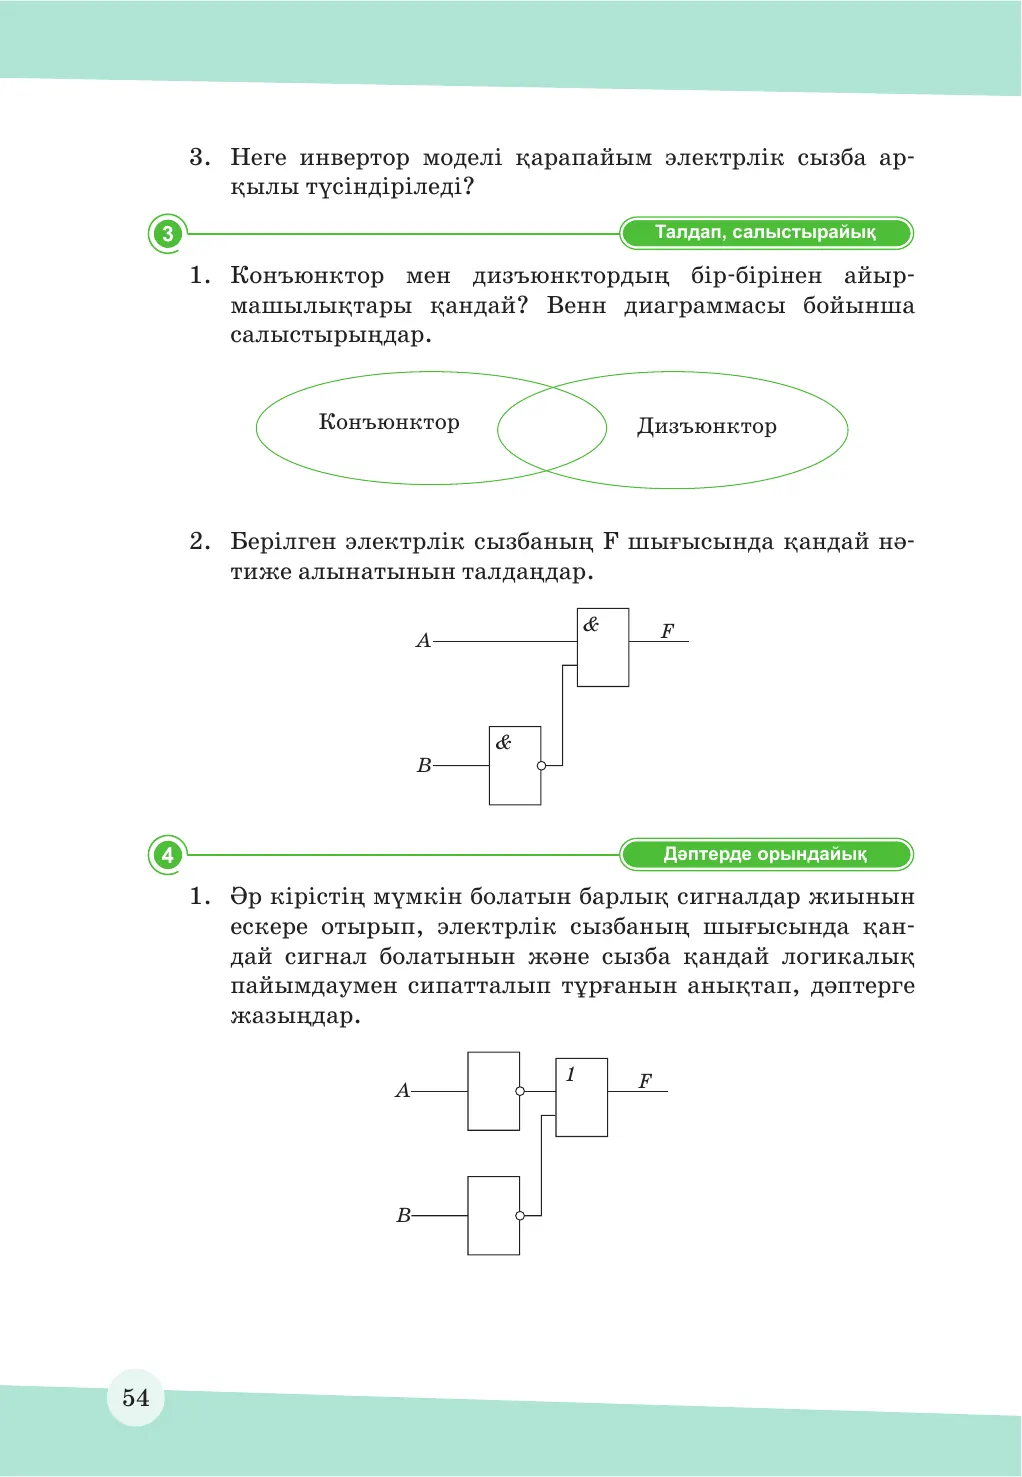 3. Неге инвертор моделі қарапайым электрлік сызба ар-
қылы түсіндіріледі?
3
Талдап, салыстырайық
1. Конъюнктор мен дизъюнктордың бір-бірінен айыр-
машылықтары қандай? Венн диаграммасы бойынша
салыстырыңдар.
Конъюнктор
Дизъюнктор
2. Берілген электрлік сызбаның F шығысында қандай нә-
тиже алынатынын талдаңдар.
&
A
F
&
B
4
Дәптерде орындайық
1. Әр кірістің мүмкін болатын барлық сигналдар жиынын
ескере отырып, электрлік сызбаның шығысында қан-
дай сигнал болатынын және сызба қандай логикалық
пайымдаумен сипатталып тұрғанын анықтап, дәптерге
жазыңдар.
1
A
F
B
54